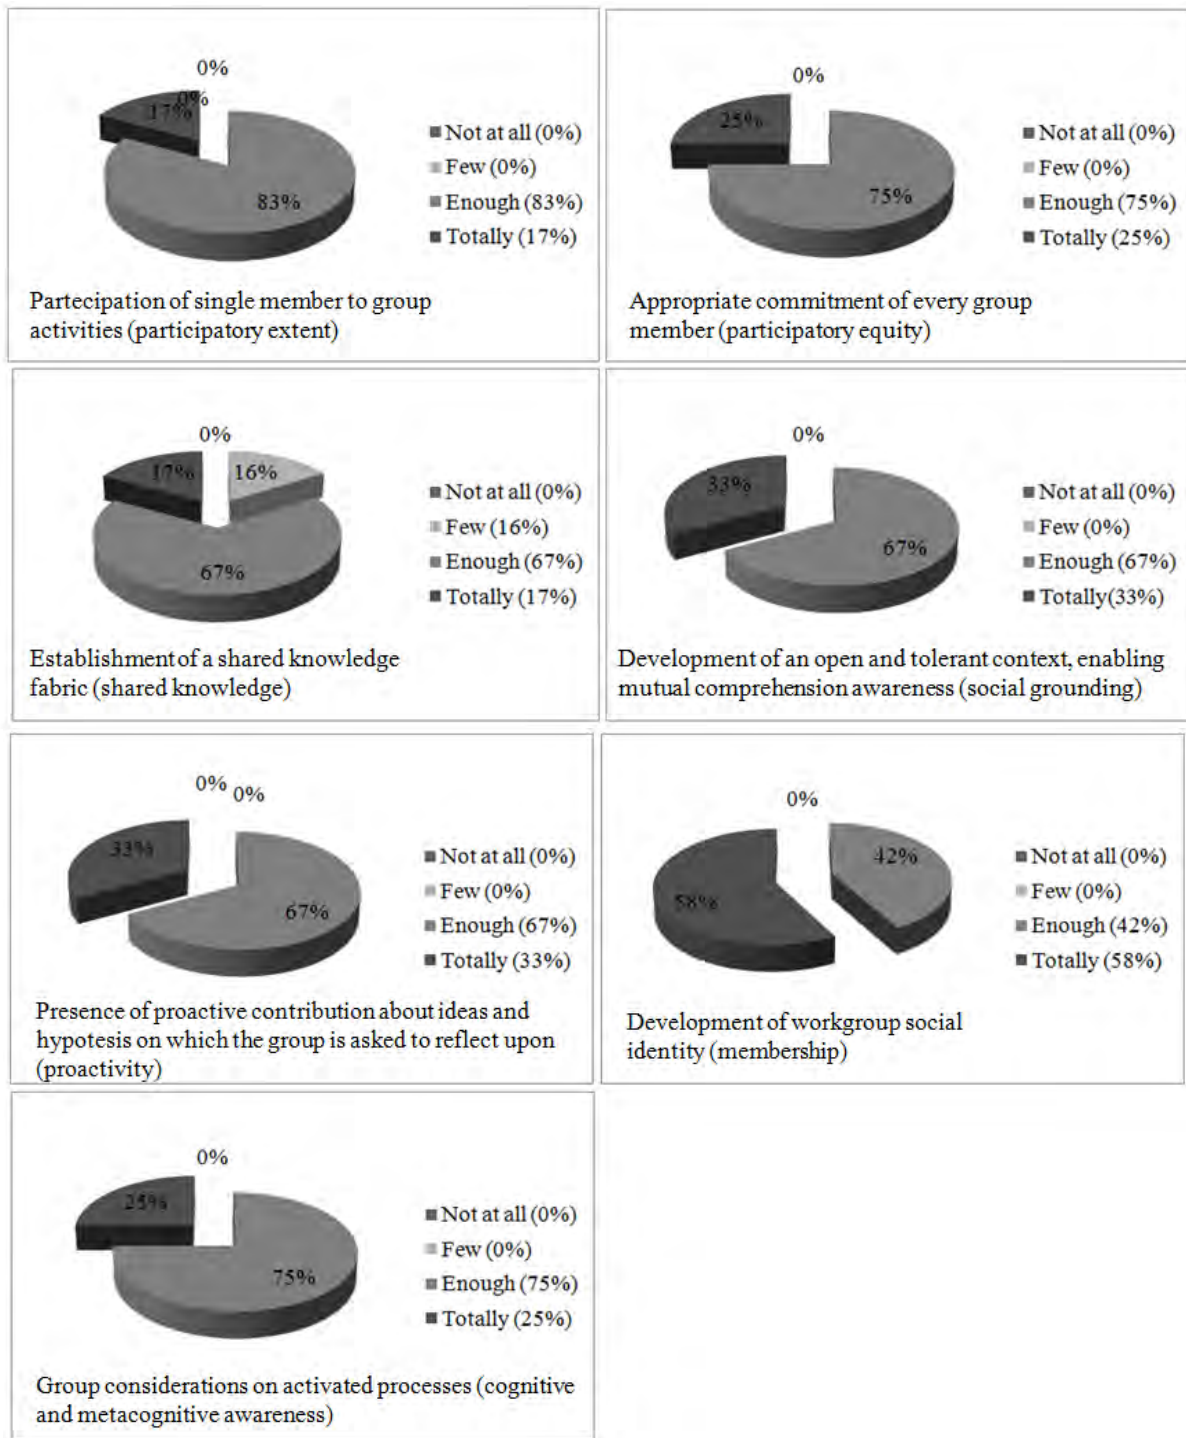 0%
0%
17%
83%
Not at all (0%)
Few (0%)
Enough (83%)
Totally (17%)
Partecipation of single member to group
activities (participatory extent)
0%
25%
75%
Not at all (0%)
Few (0%)
Enough (75%)
Totally (25%)
Appropriate commitment of every group
member (participatory equity)
0%
17%
16%
67%
Not at all (0%)
Few (16%)
Enough (67%)
Totally (17%)
Establishment of a shared knowledge
fabric (shared knowledge)
0%
33%
67%
Not at all (0%)
Few (0%)
Enough (67%)
Totally(33%)
Development of an open and tolerant context, enabling
mutual comprehension awareness (social grounding)
0%
0%
33%
67%
Not at all (0%)
Few (0%)
Enough (67%)
Totally (33%)
Presence of proactive contribution about ideas and
hypotesis on which the group is asked to reflect upon
(proactivity)
0%
42%
58%
Not at all (0%)
Few (0%)
Enough (42%)
Totally (58%)
Development of workgroup social
identity (membership)
0%
25%
75%
Not at all (0%)
Few (0%)
Enough (75%)
Totally (25%)
Group considerations on activated processes (cognitive
and metacognitive awareness)